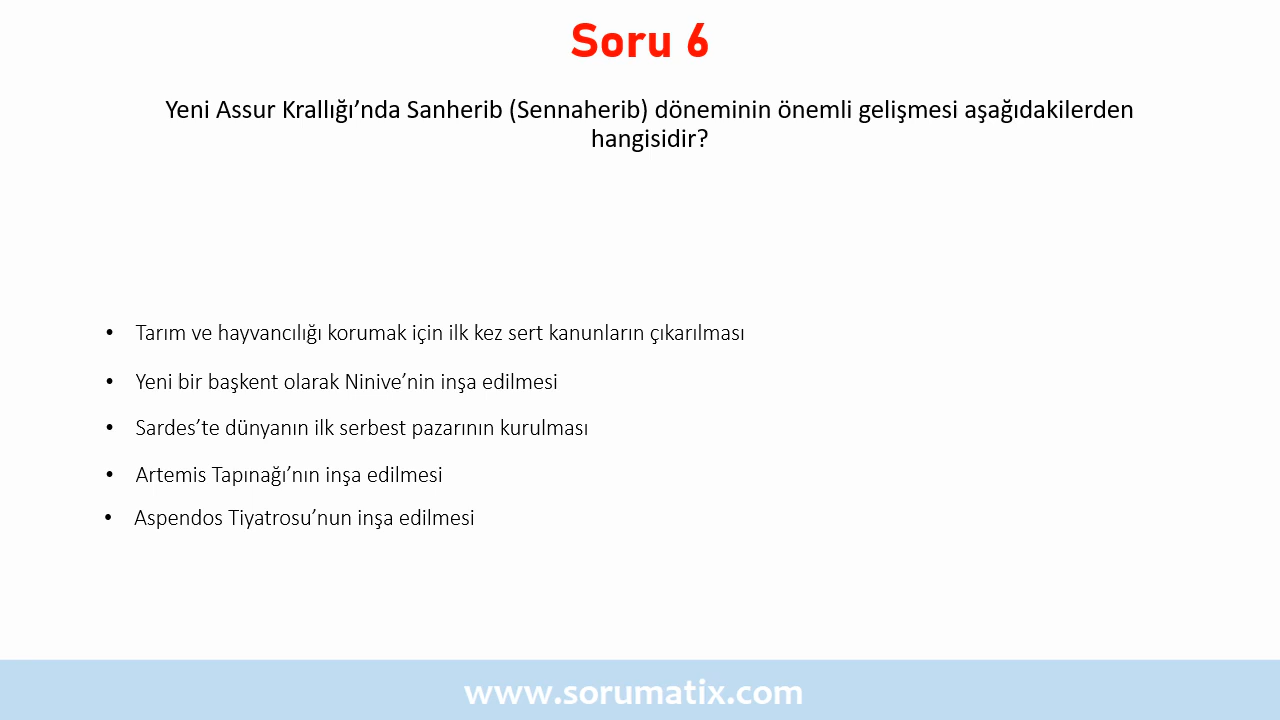 Soru 6
Yeni Assur Krallığı’nda Sanherib (Sennaherib) döneminin önemli gelişmesi aşağıdakilerden
hangisidir?
• Tarım ve hayvancılığı korumak için ilk kez sert kanunların çıkarılması
• Yeni bir başkent olarak Ninive’nin inşa edilmesi
• Sardes’te dünyanın ilk serbest pazarının kurulması
• Artemis Tapınağı’nın inşa edilmesi
• Aspendos Tiyatrosu’nun inşa edilmesi
www.sorumatix.com